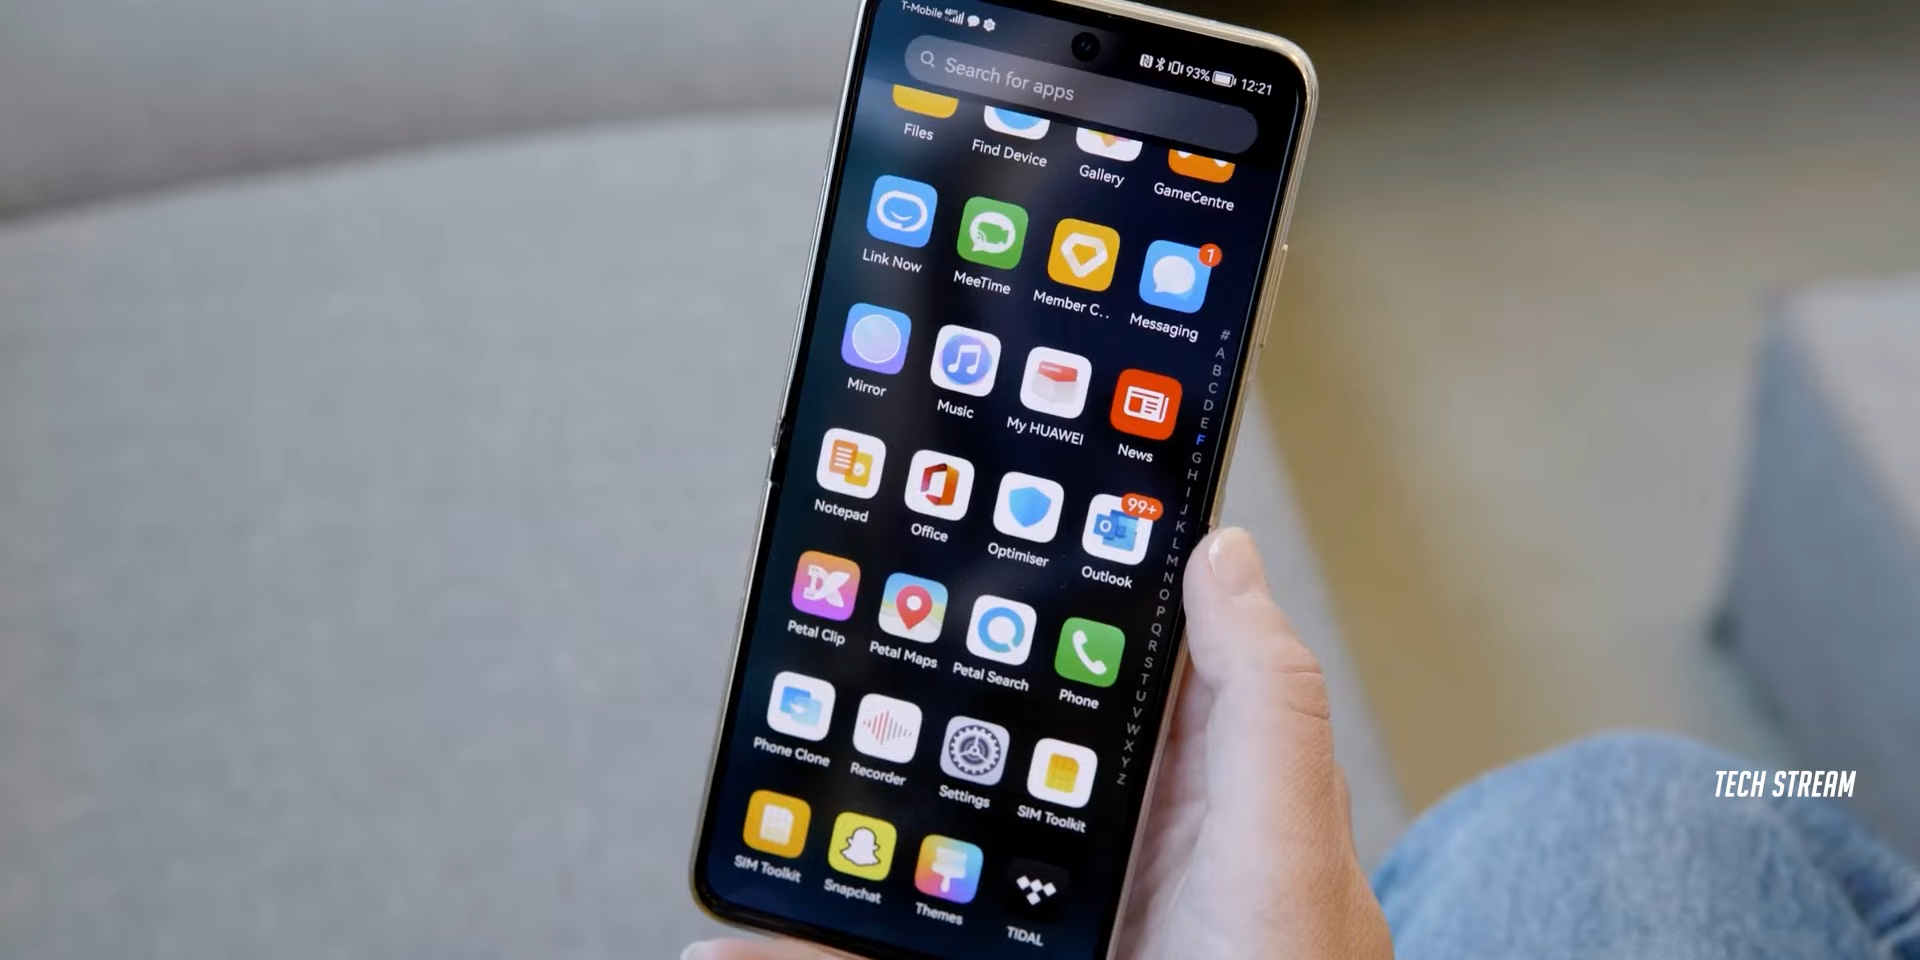 T-Mobile
93% 12:21
Search for apps
Files Find Device Gallery GameCentre
Link Now MeeTime Member C.. Messaging
1
Mirror Music My HUAWEI News
Notepad Office Optimiser Outlook
99+
Petal Clip Petal Maps Petal Search Phone
Phone Clone Recorder Settings SIM Toolkit
SIM Toolkit Snapchat Themes TIDAL
#
A
B
C
D
E
F
G
H
I
J
K
L
M
N
O
P
Q
R
S
T
U
V
W
X
Y
Z
TECH STREAM